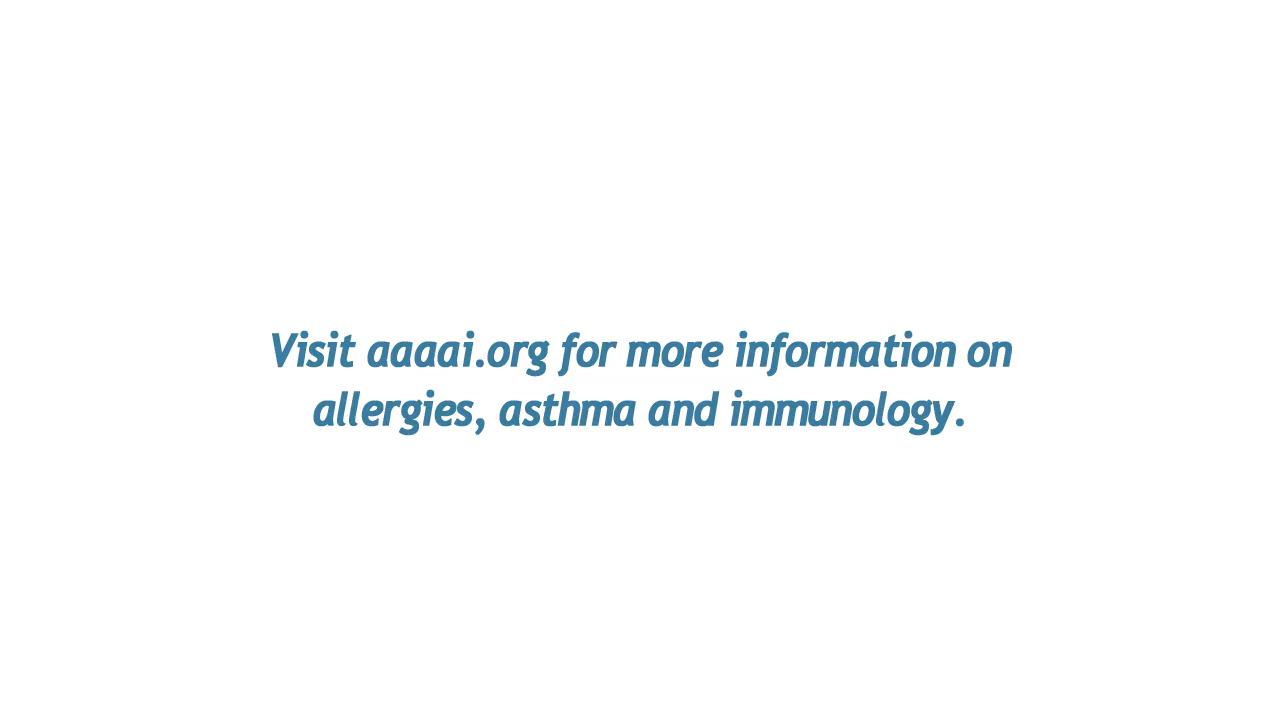 Visit aaaai.org for more information on
allergies, asthma and immunology.